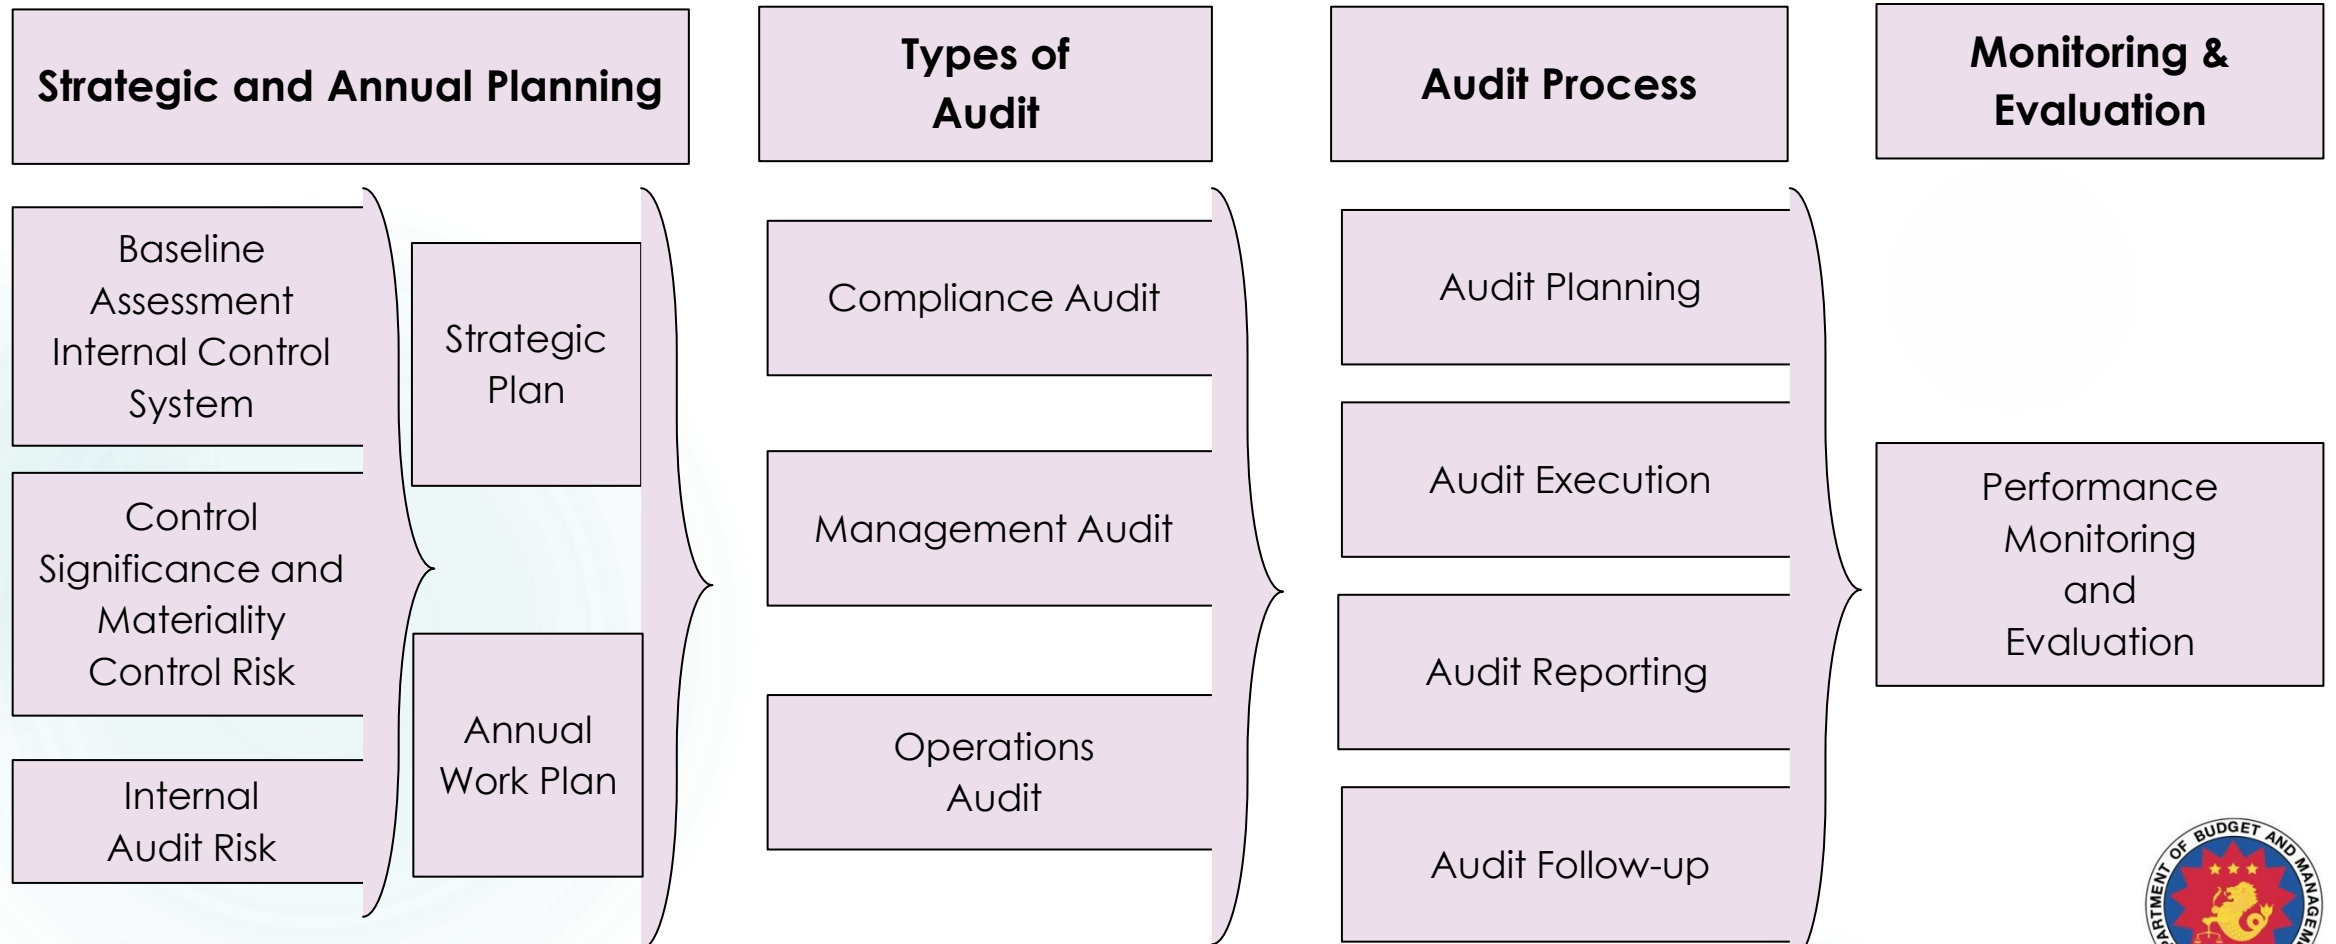 Strategic and Annual Planning
Types of
Audit
Audit Process
Monitoring &
Evaluation
Baseline
Assessment
Internal Control
System
Control
Significance and
Materiality
Control Risk
Internal
Audit Risk
Strategic
Plan
Annual
Work Plan
Compliance Audit
Management Audit
Operations
Audit
Audit Planning
Audit Execution
Audit Reporting
Audit Follow-up
Performance
Monitoring
and
Evaluation
OF BUDGET AND